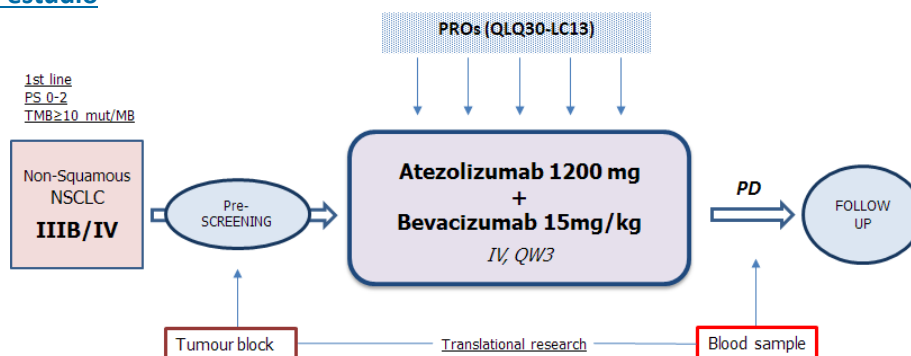 estudio
PROs (QLQ30-LC13)
1st line
PS 0-2
TMB≥10 mut/MB
Non-Squamous
NSCLC
IIIB/IV
Pre-
SCREENING
Atezolizumab 1200 mg
+
Bevacizumab 15mg/kg
IV, QW3
PD
FOLLOW
UP
Tumour block
Translational research
Blood sample